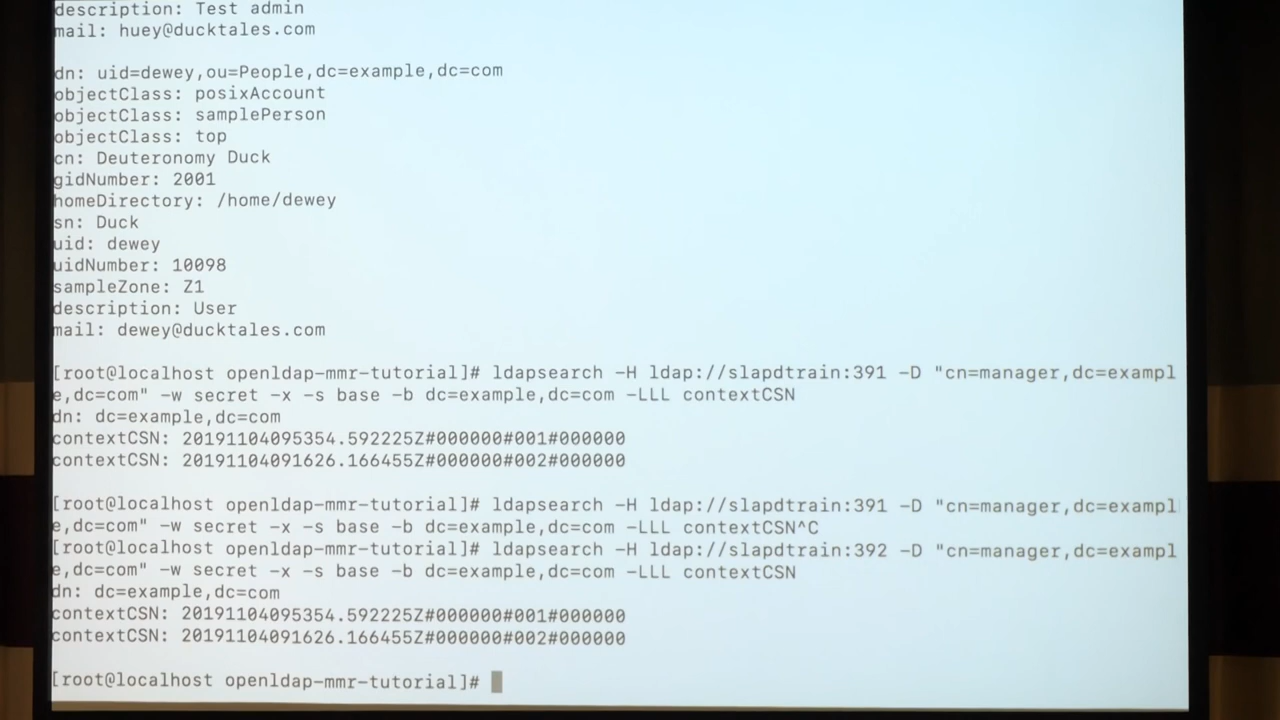 description: Test admin
mail: huey@ducktales.com
dn: uid=dewey,ou=People,dc=example,dc=com
objectClass: posixAccount
objectClass: samplePerson
objectClass: top
cn: Deuteronomy Duck
gidNumber: 2001
homeDirectory: /home/dewey
sn: Duck
uid: dewey
uidNumber: 10098
sampleZone: Z1
description: User
mail: dewey@ducktales.com
[root@localhost openldap-mmr-tutorial]# ldapsearch -H ldap://slapdtrain:391 -D "cn=manager,dc=exampl
e,dc=com" -w secret -x -s base -b dc=example,dc=com -LLL contextCSN
dn: dc=example,dc=com
contextCSN: 20191104095354.592225Z#000000#001#000000
contextCSN: 20191104091626.166455Z#000000#002#000000
[root@localhost openldap-mmr-tutorial]# ldapsearch -H ldap://slapdtrain:391 -D "cn=manager,dc=exampl
e,dc=com" -w secret -x -s base -b dc=example,dc=com -LLL contextCSN^C
[root@localhost openldap-mmr-tutorial]# ldapsearch -H ldap://slapdtrain:392 -D "cn=manager,dc=exampl
e,dc=com" -w secret -x -s base -b dc=example,dc=com -LLL contextCSN
dn: dc=example,dc=com
contextCSN: 20191104095354.592225Z#000000#001#000000
contextCSN: 20191104091626.166455Z#000000#002#000000
[root@localhost openldap-mmr-tutorial]#